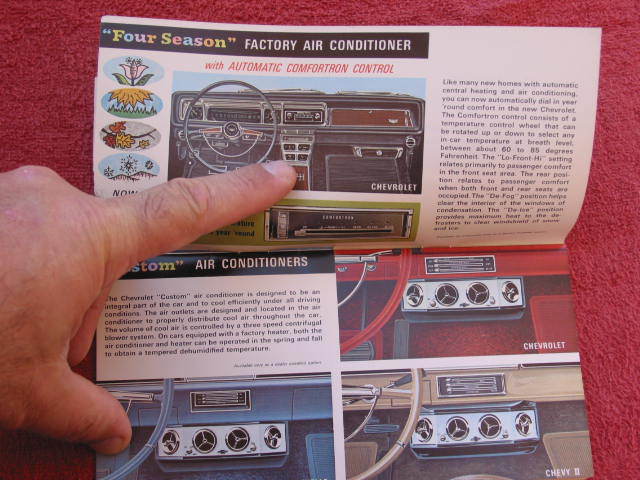 "Four Season" FACTORY AIR CONDITIONER
with AUTOMATIC COMFORTRON CONTROL
Like many new homes with automatic
central heating and air conditioning,
you can now automatically dial in year
'round comfort in the new Chevrolet.
The Comfortron control consists of a
temperature control wheel that can
be rotated up or down to select any
in-car temperature at breath level,
between about 60 to 85 degrees
Fahrenheit. The "Lo-Front-Hi" setting
relates primarily to passenger comfort
in the front seat area. The rear posi-
tion relates to passenger comfort
when both front and rear seats are
occupied. The "De-Fog" position helps
clear the interior of the windows of
condensation. The "De-Ice" position
provides maximum heat to the de-
frosters to clear windshield of snow
and ice.
CHEVROLET
NOW
year 'round
COMFORTRON
stom" AIR CONDITIONERS
The Chevrolet "Custom" air conditioner is designed to be an
integral part of the car and to cool efficiently under all driving
conditions. The air outlets are designed and located in the air
conditioner to properly distribute cool air throughout the car.
The volume of cool air is controlled by a three speed centrifugal
blower system. On cars equipped with a factory heater, both the
air conditioner and heater can be operated in the spring and fall
to obtain a tempered dehumidified temperature.
CHEVROLET
CHEVY II